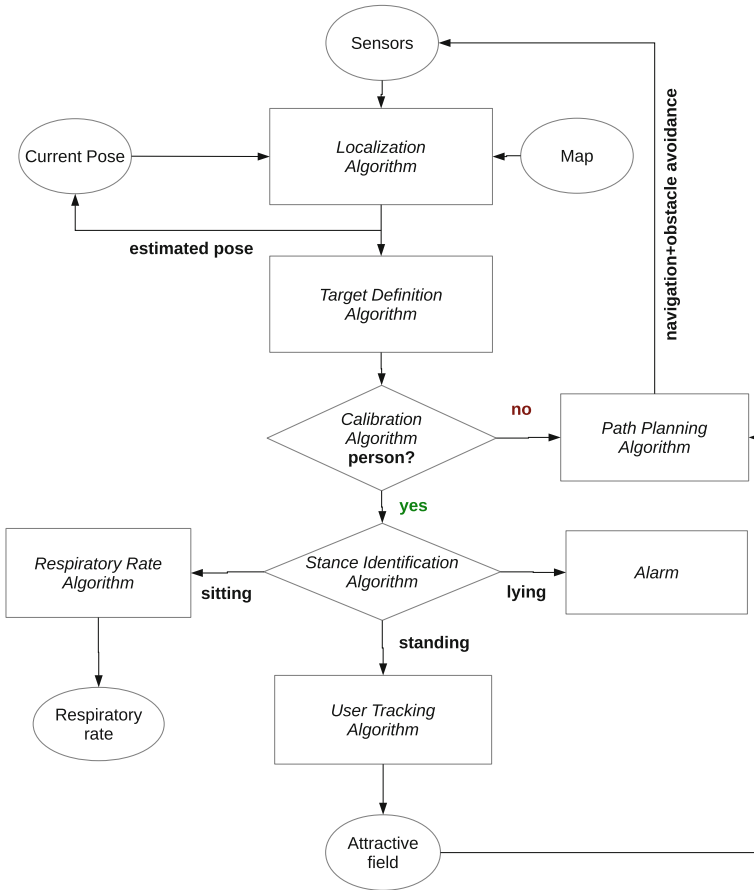 Sensors
Localization
Algorithm
Current Pose
Map
estimated pose
navigation+obstacle avoidance
Target Definition
Algorithm
Calibration
Algorithm
person?
no
Path Planning
Algorithm
yes
Stance Identification
Algorithm
Respiratory Rate
Algorithm
sitting
lying
Alarm
standing
Respiratory
rate
User Tracking
Algorithm
Attractive
field